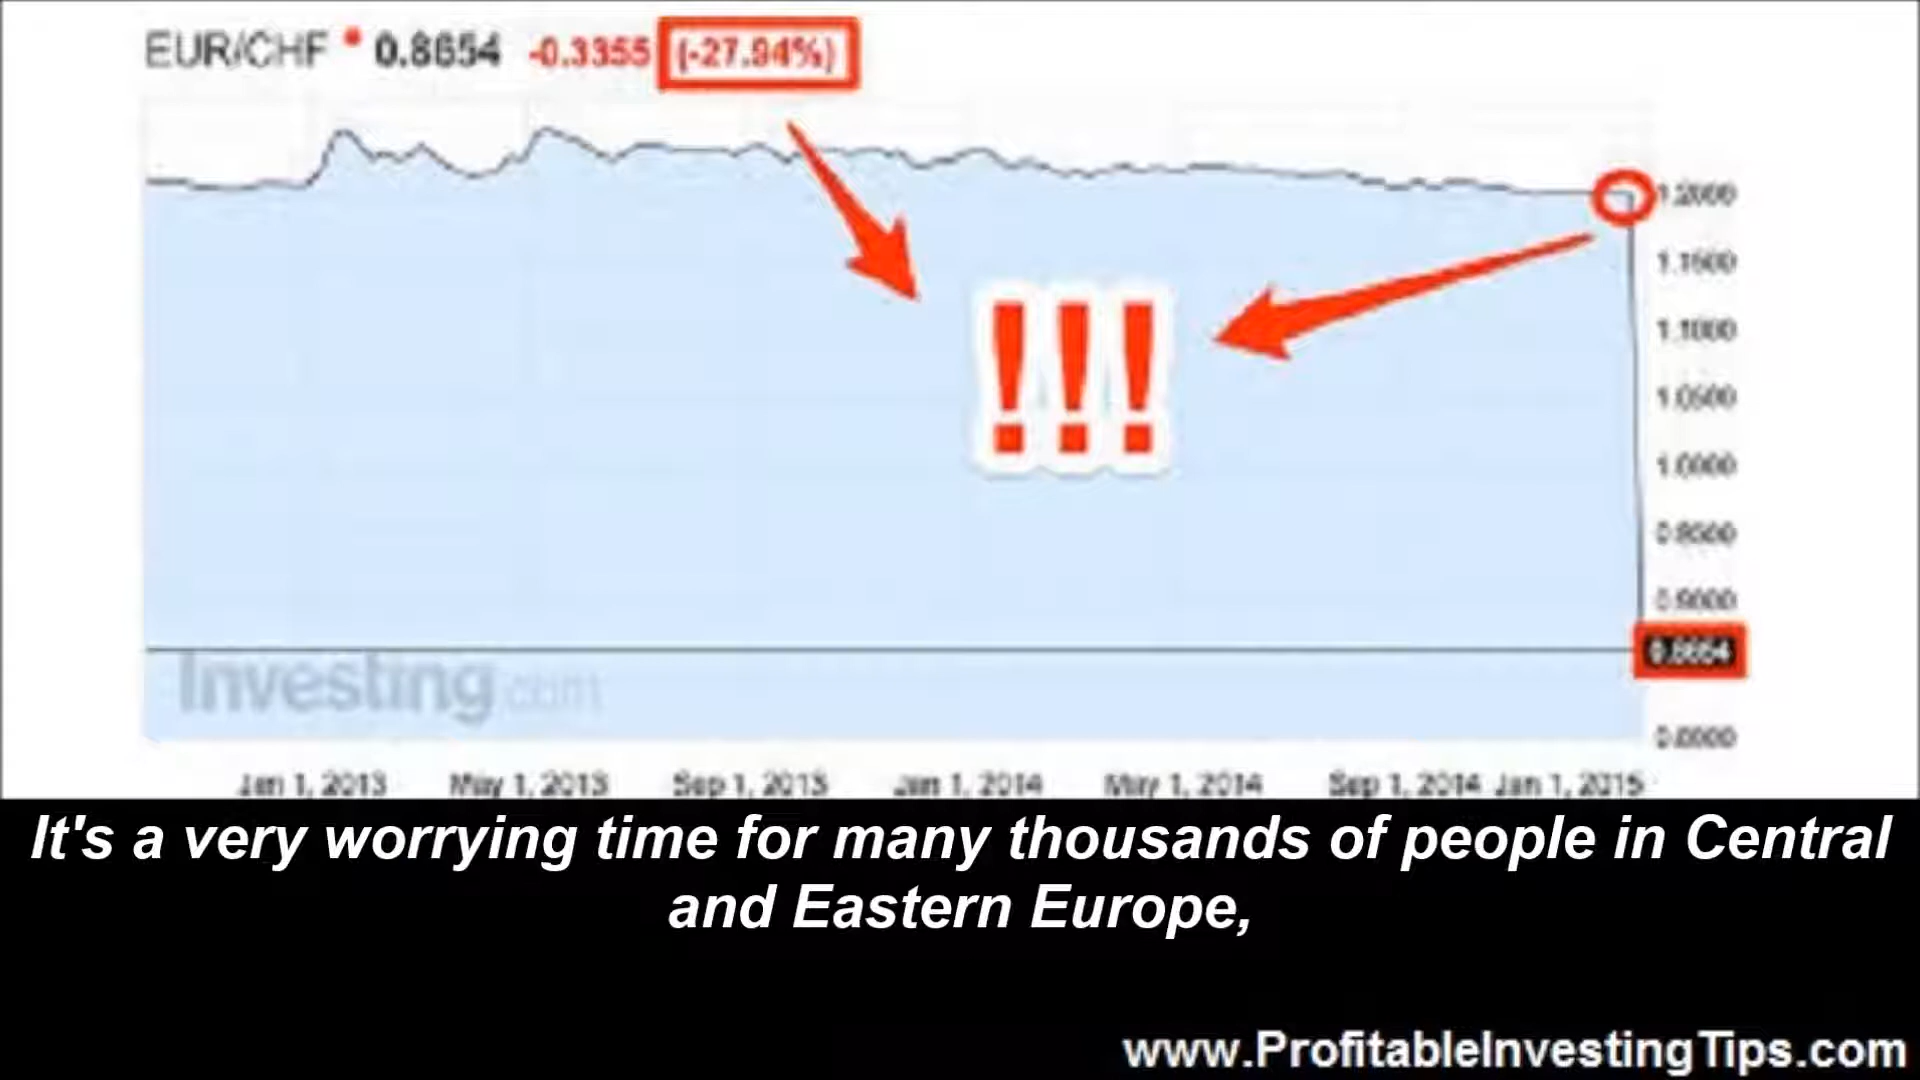 EUR/CHF 0.8654 -0.3355 (-27.94%)
!!!
1.2000
1.1500
1.1000
1.0500
1.0000
0.9500
0.9000
0.8654
0.8000
Investing.com
Jan 1, 2013 May 1, 2013 Sep 1, 2013 Jan 1, 2014 May 1, 2014 Sep 1, 2014 Jan 1, 2015
It's a very worrying time for many thousands of people in Central
and Eastern Europe,
www.ProfitableInvestingTips.com